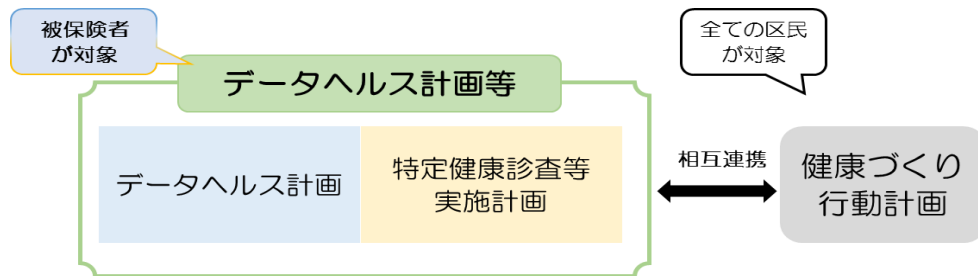 被保険者
が対象
全ての区民
が対象
データヘルス計画等
データヘルス計画
特定健康診査等
実施計画
相互連携
健康づくり
行動計画